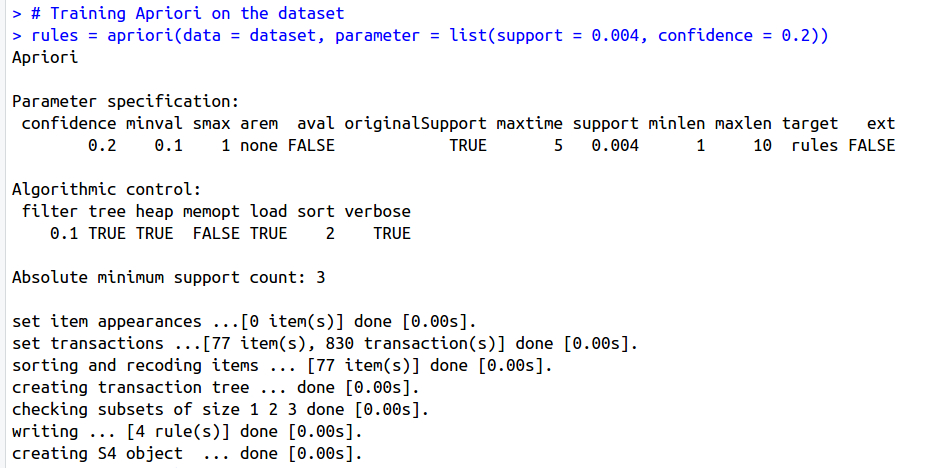 > # Training Apriori on the dataset
> rules = apriori(data = dataset, parameter = list(support = 0.004, confidence = 0.2))
Apriori

Parameter specification:
 confidence minval smax arem  aval originalSupport maxtime support minlen maxlen target   ext
        0.2    0.1    1 none FALSE            TRUE       5   0.004      1     10  rules FALSE

Algorithmic control:
 filter tree heap memopt load sort verbose
    0.1 TRUE TRUE  FALSE TRUE    2    TRUE

Absolute minimum support count: 3

set item appearances ...[0 item(s)] done [0.00s].
set transactions ...[77 item(s), 830 transaction(s)] done [0.00s].
sorting and recoding items ... [77 item(s)] done [0.00s].
creating transaction tree ... done [0.00s].
checking subsets of size 1 2 3 done [0.00s].
writing ... [4 rule(s)] done [0.00s].
creating S4 object  ... done [0.00s].